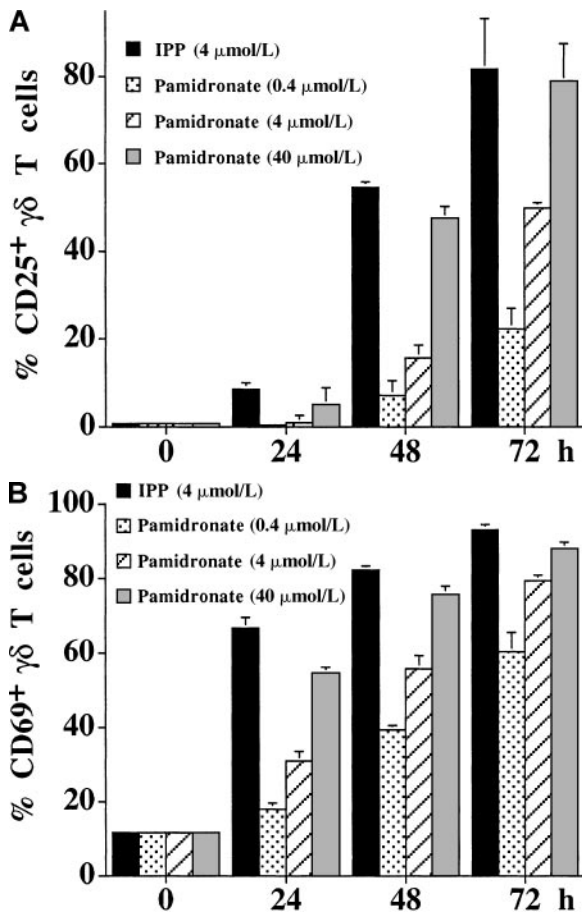 A
% CD25+ γδ T cells
IPP (4 μmol/L)
Pamidronate (0.4 μmol/L)
Pamidronate (4 μmol/L)
Pamidronate (40 μmol/L)
80
60
40
20
0
0 24 48 72 h
B
% CD69+ γδ T cells
IPP (4 μmol/L)
Pamidronate (0.4 μmol/L)
Pamidronate (4 μmol/L)
Pamidronate (40 μmol/L)
100
80
60
40
20
0
0 24 48 72 h